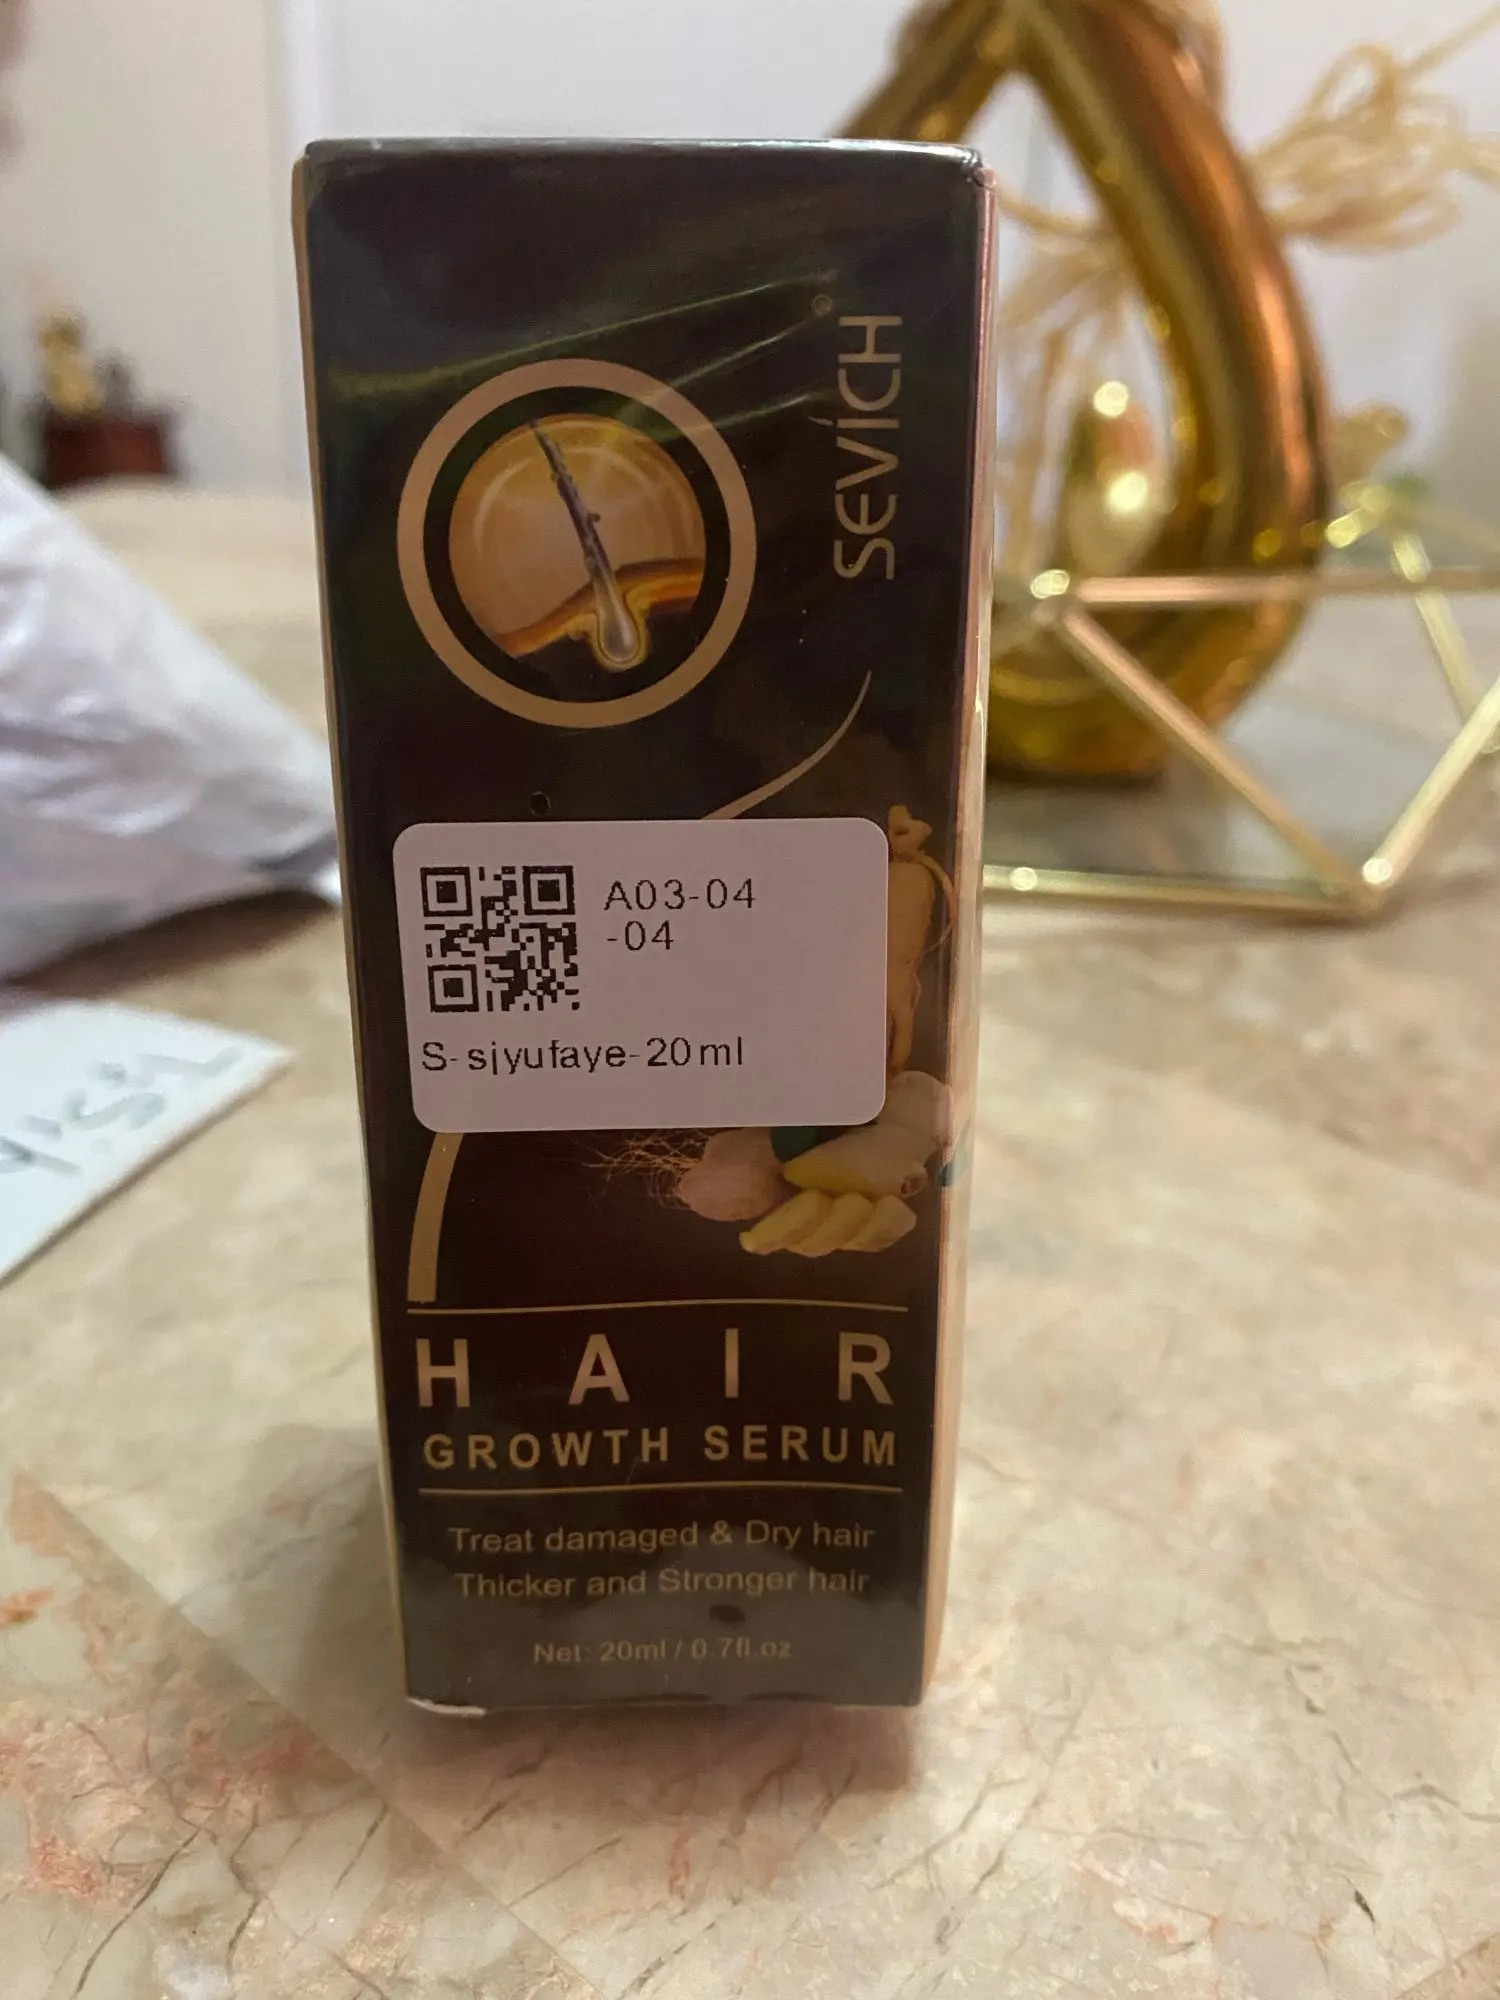 SEVÍCH®
A03-04
-04
S-sjyufaye-20ml
HAIR
GROWTH SERUM
Treat damaged & Dry hair
Thicker and Stronger hair
Net: 20ml / 0.7fl.oz